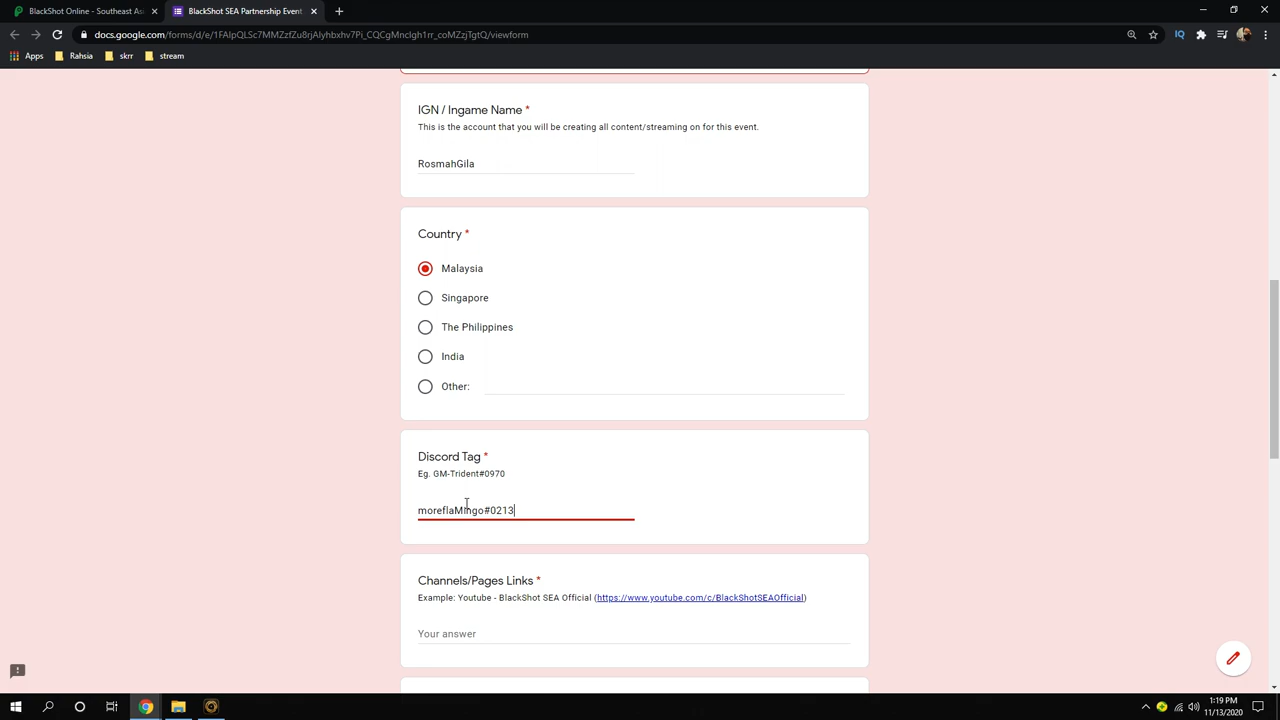 BlackShot Online - Southeast Asi
BlackShot SEA Partnership Event
docs.google.com/forms/d/e/1FAIpQLSc7MMZzfZu8rjAlyhbxhv7Pi_CQCgMncIgh1rr_coMZzjTgtQ/viewform
Apps
Rahsia
skrr
stream
IGN / Ingame Name *
This is the account that you will be creating all content/streaming on for this event.
RosmahGila
Country *
Malaysia
Singapore
The Philippines
India
Other:
Discord Tag *
Eg. GM-Trident#0970
moreflaMingo#0213
Channels/Pages Links *
Example: Youtube - BlackShot SEA Official (https://www.youtube.com/c/BlackShotSEAOfficial)
Your answer
1:19 PM
11/13/2020